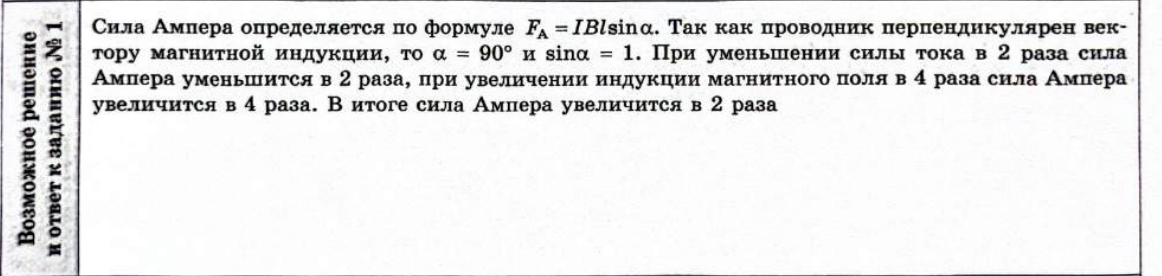 Возможное решение
и ответ к заданию № 1
Сила Ампера определяется по формуле F_A = IBlsinα. Так как проводник перпендикулярен век-
тору магнитной индукции, то α = 90° и sinα = 1. При уменьшении силы тока в 2 раза сила
Ампера уменьшится в 2 раза, при увеличении индукции магнитного поля в 4 раза сила Ампера
увеличится в 4 раза. В итоге сила Ампера увеличится в 2 раза